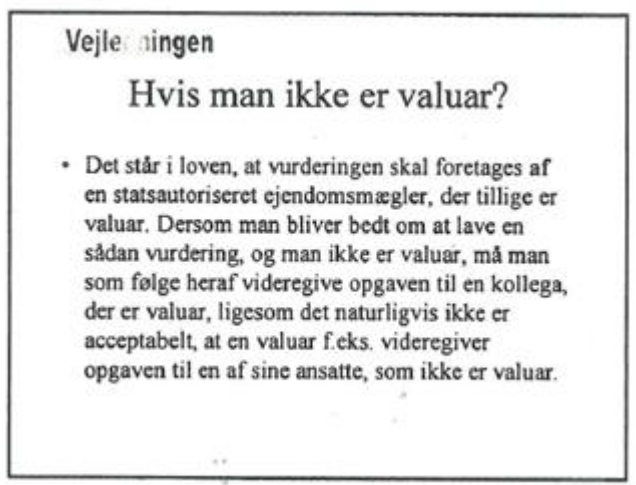 Vejledningen
Hvis man ikke er valuar?
• Det står i loven, at vurderingen skal foretages af
en statsautoriseret ejendomsmægler, der tillige er
valuar. Dersom man bliver bedt om at lave en
sådan vurdering, og man ikke er valuar, må man
som følge heraf videregive opgaven til en kollega,
der er valuar, ligesom det naturligvis ikke er
acceptabelt, at en valuar f.eks. videregiver
opgaven til en af sine ansatte, som ikke er valuar.